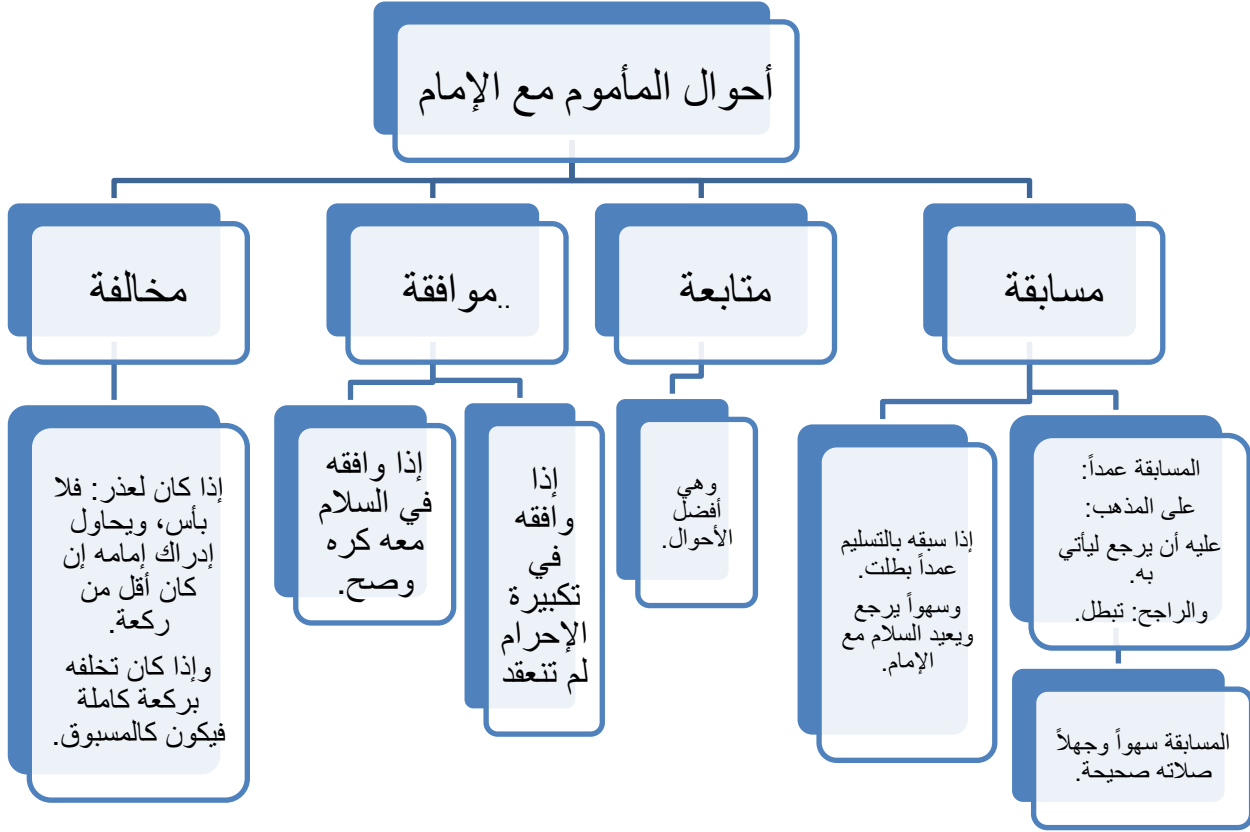 أحوال المأموم مع الإمام
مسابقة
متابعة
موافقة..
مخالفة
المسابقة عمداً:
على المذهب:
عليه أن يرجع ليأتي
به.
والراجح: تبطل.
المسابقة سهواً وجهلاً
صلاته صحيحة.
إذا سبقه بالتسليم
عمداً بطلت.
وسهواً يرجع
ويعيد السلام مع
الإمام.
وهي
أفضل
الأحوال.
إذا
وافقه
في
تكبيرة
الإحرام
لم تنعقد
إذا وافقه
في السلام
معه كره
وصح.
إذا كان لعذر: فلا
بأس، ويحاول
إدراك إمامه إن
كان أقل من
ركعة.
وإذا كان تخلفه
بركعة كاملة
فيكون كالمسبوق.